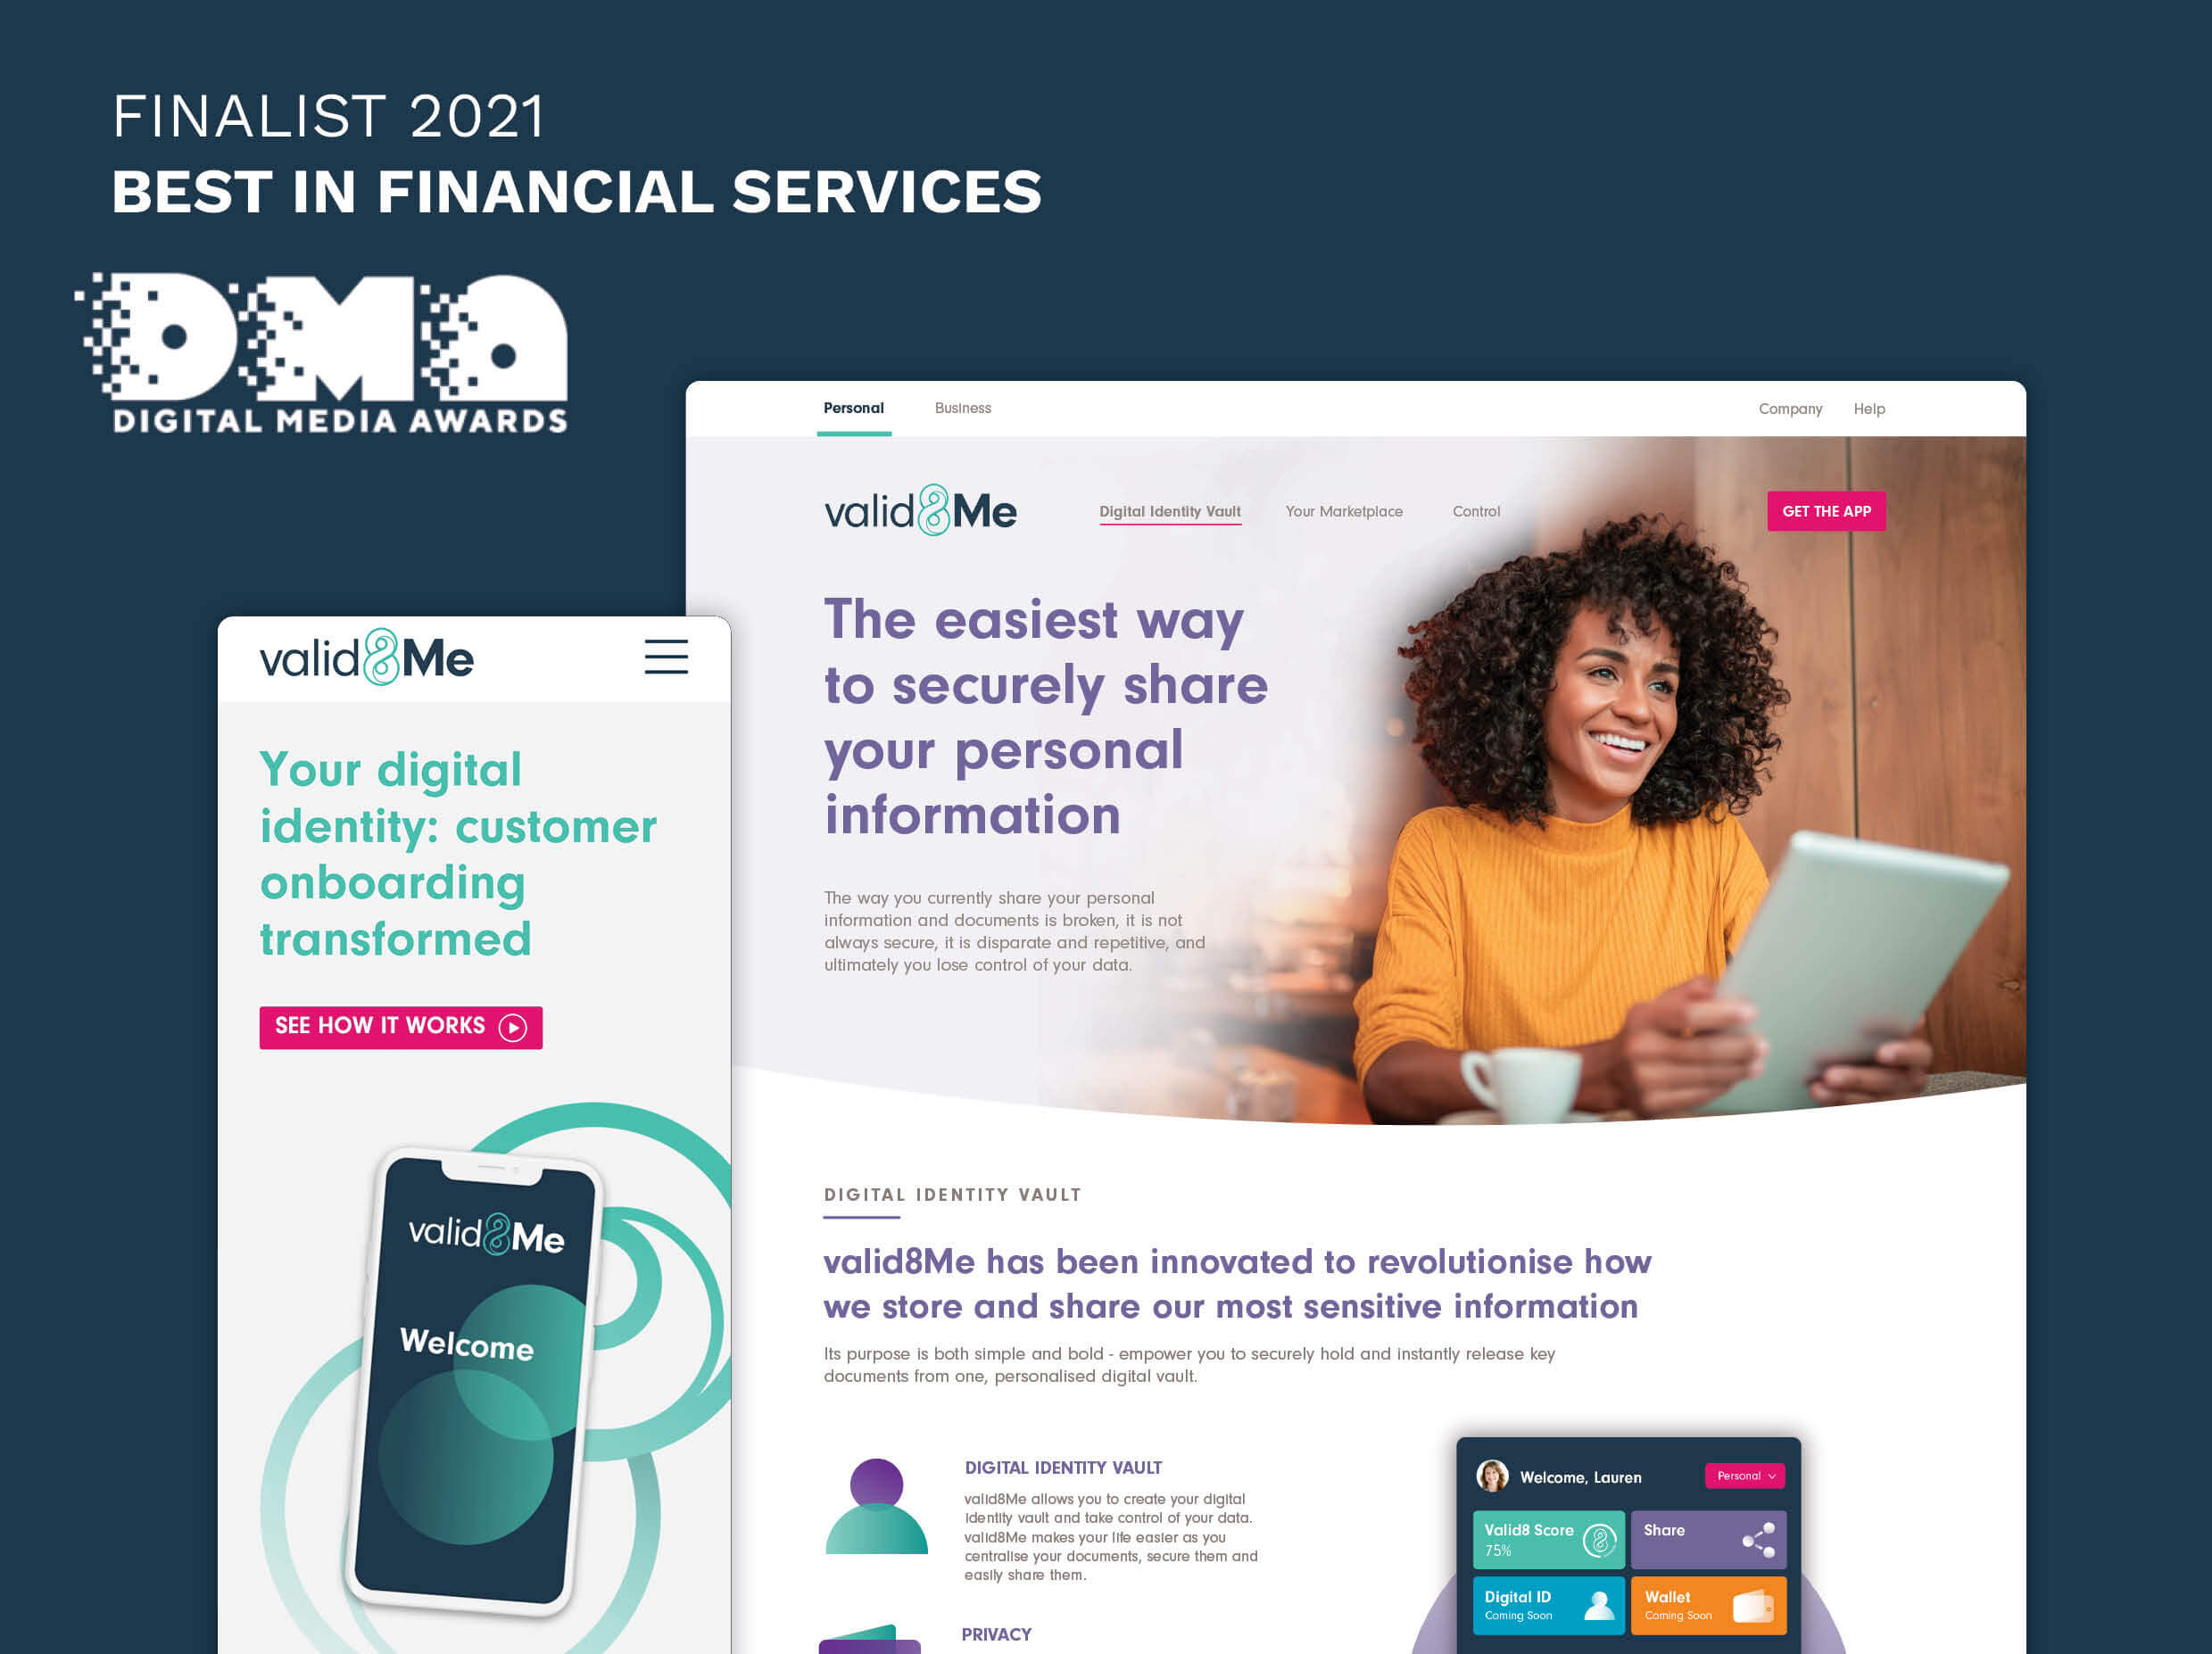 FINALIST 2021
BEST IN FINANCIAL SERVICES
DMA
DIGITAL MEDIA AWARDS
Personal
Business
Company
Help
valid8Me
Digital Identity Vault
Your Marketplace
Control
GET THE APP
The easiest way
to securely share
your personal
information
The way you currently share your personal
information and documents is broken, it is not
always secure, it is disparate and repetitive, and
ultimately you lose control of your data.
valid8Me
Your digital
identity: customer
onboarding
transformed
SEE HOW IT WORKS
valid8Me
Welcome
DIGITAL IDENTITY VAULT
valid8Me has been innovated to revolutionise how
we store and share our most sensitive information
Its purpose is both simple and bold - empower you to securely hold and instantly release key
documents from one, personalised digital vault.
DIGITAL IDENTITY VAULT
valid8Me allows you to create your digital
identity vault and take control of your data.
valid8Me makes your life easier as you
centralise your documents, secure them and
easily share them.
PRIVACY
Welcome, Lauren
Personal
Valid8 Score
75%
Share
Digital ID
Coming Soon
Wallet
Coming Soon